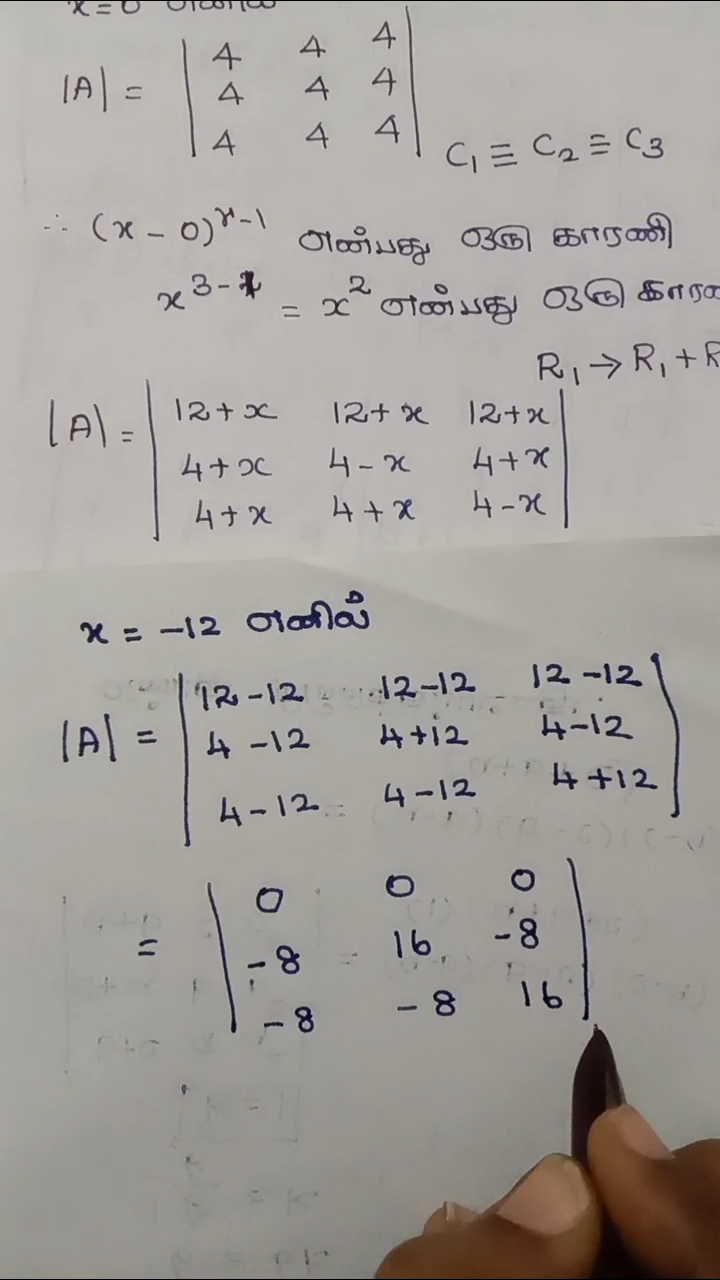 x = 0 எனில்
|A| = | 4 4 4 |
| 4 4 4 |
| 4 4 4 | C₁ ≡ C₂ ≡ C₃
∴ (x − 0)^{r−1} என்பது ஒரு காரணி
x^{3−1} = x² என்பது ஒரு
R₁ → R₁ + R
|A| = | 12+x 12+x 12+x |
| 4+x 4−x 4+x |
| 4+x 4+x 4−x |
x = −12 எனில்
|A| = | 12−12 12−12 12−12 |
| 4−12 4+12 4−12 |
| 4−12 4−12 4+12 |
= | 0 0 0 |
| −8 16 −8 |
| −8 −8 16 |